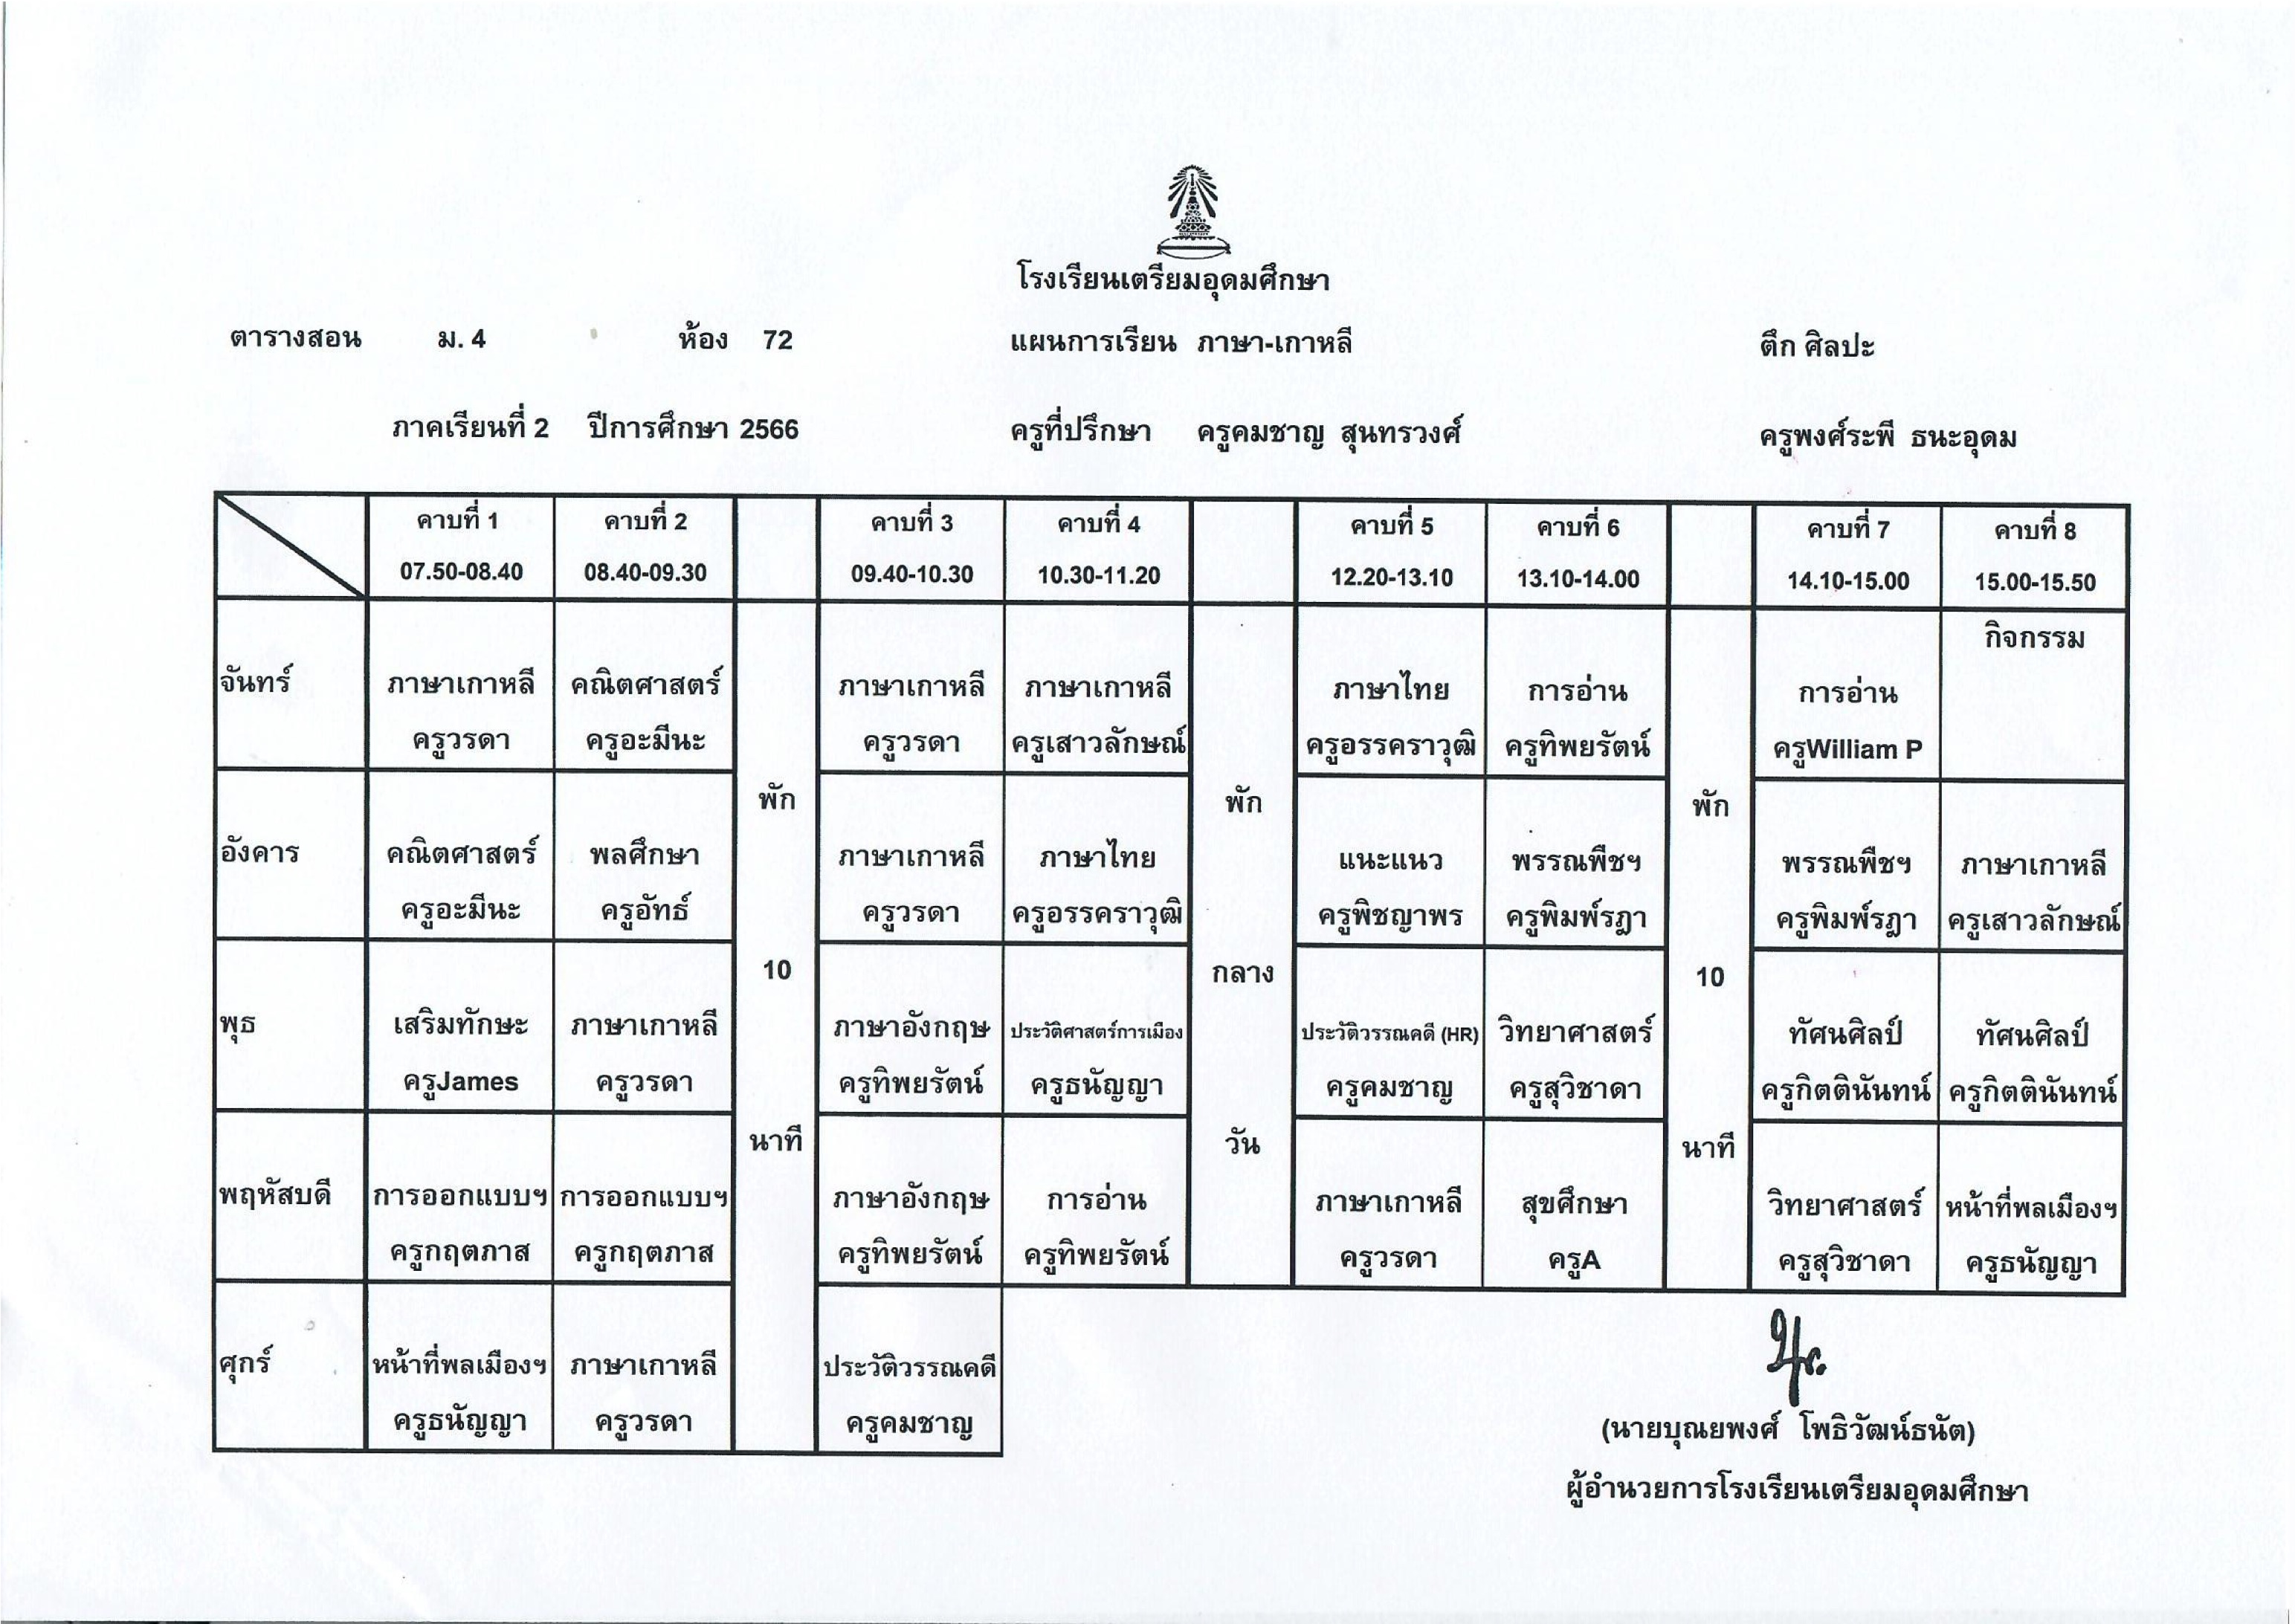 โรงเรียนเตรียมอุดมศึกษา
ตารางสอน ม. 4 ห้อง 72 แผนการเรียน ภาษา-เกาหลี ตึก ศิลปะ
ภาคเรียนที่ 2 ปีการศึกษา 2566 ครูที่ปรึกษา ครูคมชาญ สุนทรวงศ์ ครูพงศ์ระพี ธนะอุดม
คาบที่ 1 คาบที่ 2 คาบที่ 3 คาบที่ 4 คาบที่ 5 คาบที่ 6 คาบที่ 7 คาบที่ 8
07.50-08.40 08.40-09.30 09.40-10.30 10.30-11.20 12.20-13.10 13.10-14.00 14.10-15.00 15.00-15.50
กิจกรรม
จันทร์ ภาษาเกาหลี คณิตศาสตร์ ภาษาเกาหลี ภาษาเกาหลี ภาษาไทย การอ่าน การอ่าน
ครูวรดา ครูอะมีนะ ครูวรดา ครูเสาวลักษณ์ ครูอรรคราวุฒิ ครูทิพยรัตน์ ครูWilliam P
พัก พัก พัก
อังคาร คณิตศาสตร์ พลศึกษา ภาษาเกาหลี ภาษาไทย แนะแนว พรรณพืชฯ พรรณพืชฯ ภาษาเกาหลี
ครูอะมีนะ ครูอัทธ์ ครูวรดา ครูอรรคราวุฒิ ครูพิชญาพร ครูพิมพ์รฎา ครูพิมพ์รฎา ครูเสาวลักษณ์
10 กลาง 10
พุธ เสริมทักษะ ภาษาเกาหลี ภาษาอังกฤษ ประวัติศาสตร์การเมือง ประวัติวรรณคดี (HR) วิทยาศาสตร์ ทัศนศิลป์ ทัศนศิลป์
ครูJames ครูวรดา ครูทิพยรัตน์ ครูธนัญญา ครูคมชาญ ครูสุวิชาดา ครูกิตตินันทน์ ครูกิตตินันทน์
นาที วัน นาที
พฤหัสบดี การออกแบบฯ การออกแบบฯ ภาษาอังกฤษ การอ่าน ภาษาเกาหลี สุขศึกษา วิทยาศาสตร์ หน้าที่พลเมืองฯ
ครูกฤตภาส ครูกฤตภาส ครูทิพยรัตน์ ครูทิพยรัตน์ ครูวรดา ครูA ครูสุวิชาดา ครูธนัญญา
ศุกร์ หน้าที่พลเมืองฯ ภาษาเกาหลี ประวัติวรรณคดี
ครูธนัญญา ครูวรดา ครูคมชาญ
(นายบุณยพงศ์ โพธิวัฒน์ธนัต)
ผู้อำนวยการโรงเรียนเตรียมอุดมศึกษา